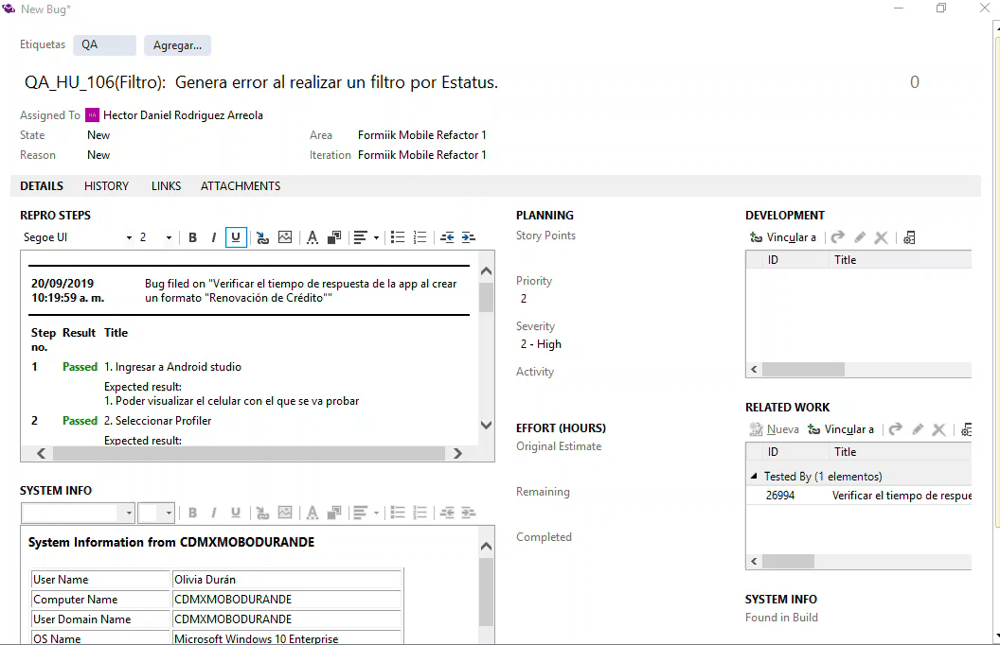 New Bug*
Etiquetas QA Agregar...
QA_HU_106(Filtro): Genera error al realizar un filtro por Estatus. 0
Assigned To HA Hector Daniel Rodriguez Arreola
State New Area Formiik Mobile Refactor 1
Reason New Iteration Formiik Mobile Refactor 1
DETAILS HISTORY LINKS ATTACHMENTS
REPRO STEPS
Segoe UI 2 B I U A
20/09/2019 10:19:59 a. m.
Bug filed on "Verificar el tiempo de respuesta de la app al crear
un formato "Renovación de Crédito""
Step no. Result Title
1 Passed 1. Ingresar a Android studio
Expected result:
1. Poder visualizar el celular con el que se va probar
2 Passed 2. Seleccionar Profiler
Expected result:
SYSTEM INFO
B I U A
System Information from CDMXMOBODURANDE
User Name Olivia Durán
Computer Name CDMXMOBODURANDE
User Domain Name CDMXMOBODURANDE
OS Name Microsoft Windows 10 Enterprise
PLANNING
Story Points
Priority
2
Severity
2 - High
Activity
EFFORT (HOURS)
Original Estimate
Remaining
Completed
DEVELOPMENT
Vincular a
ID Title
RELATED WORK
Nueva Vincular a
ID Title
Tested By (1 elementos)
26994 Verificar el tiempo de respue
SYSTEM INFO
Found in Build